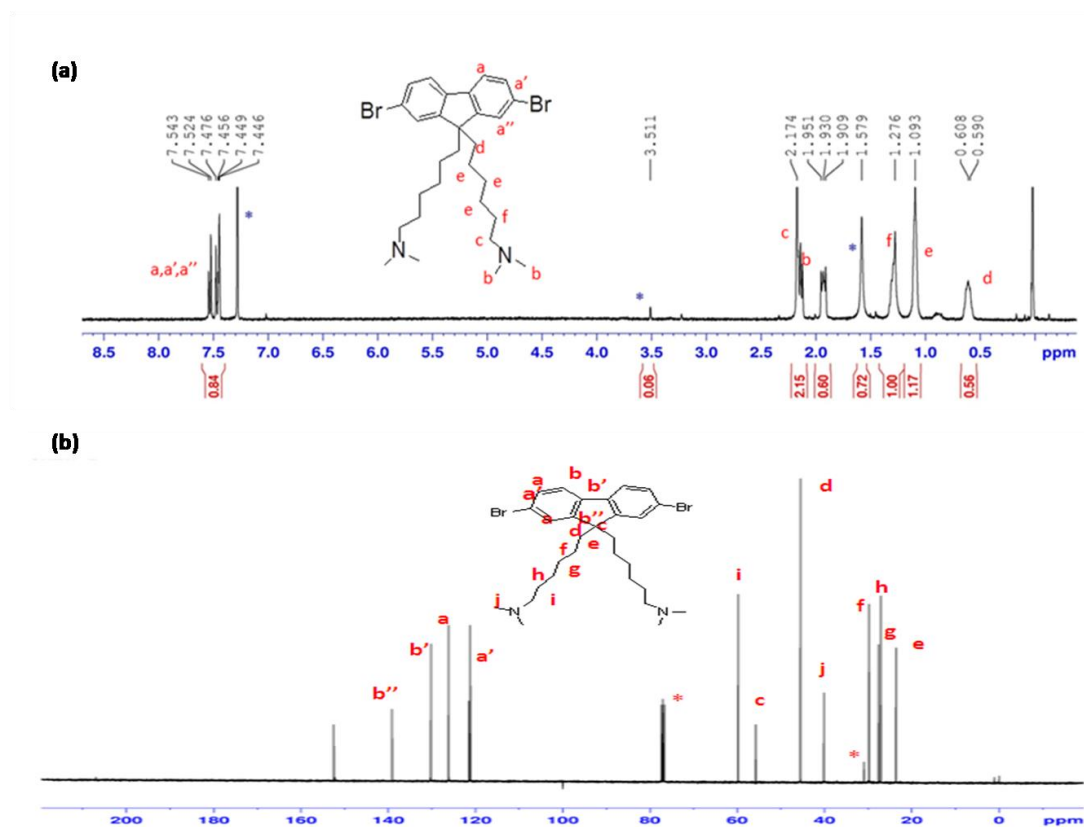 (a)
7.543
7.524
7.476
7.456
7.449
7.446
3.511
2.174
1.951
1.930
1.909
1.579
1.276
1.093
0.608
0.590
a
a'
Br
Br
a''
d
e
e
e
f
c
N
N
b
b
a,a',a''
*
*
c
b
*
f
e
d
8.5 8.0 7.5 7.0 6.5 6.0 5.5 5.0 4.5 4.0 3.5 3.0 2.5 2.0 1.5 1.0 0.5 ppm
0.84
0.06
2.15
0.60
0.72
1.00
1.17
0.56
(b)
a
b
a'
b'
Br
Br
a
b''
c
d
e
f
g
h
i
j
N
N
b''
b'
a
a'
*
i
c
d
j
*
f
h
g
e
200 180 160 140 120 100 80 60 40 20 0 ppm